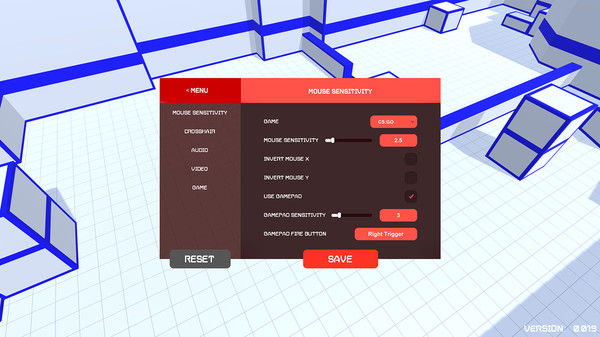 < MENU
MOUSE SENSITIVITY
MOUSE SENSITIVITY
CROSSHAIR
AUDIO
VIDEO
GAME
GAME
CS:GO
MOUSE SENSITIVITY
2.5
INVERT MOUSE X
INVERT MOUSE Y
USE GAMEPAD
GAMEPAD SENSITIVITY
3
GAMEPAD FIRE BUTTON
Right Trigger
RESET
SAVE
VERSION 0.019